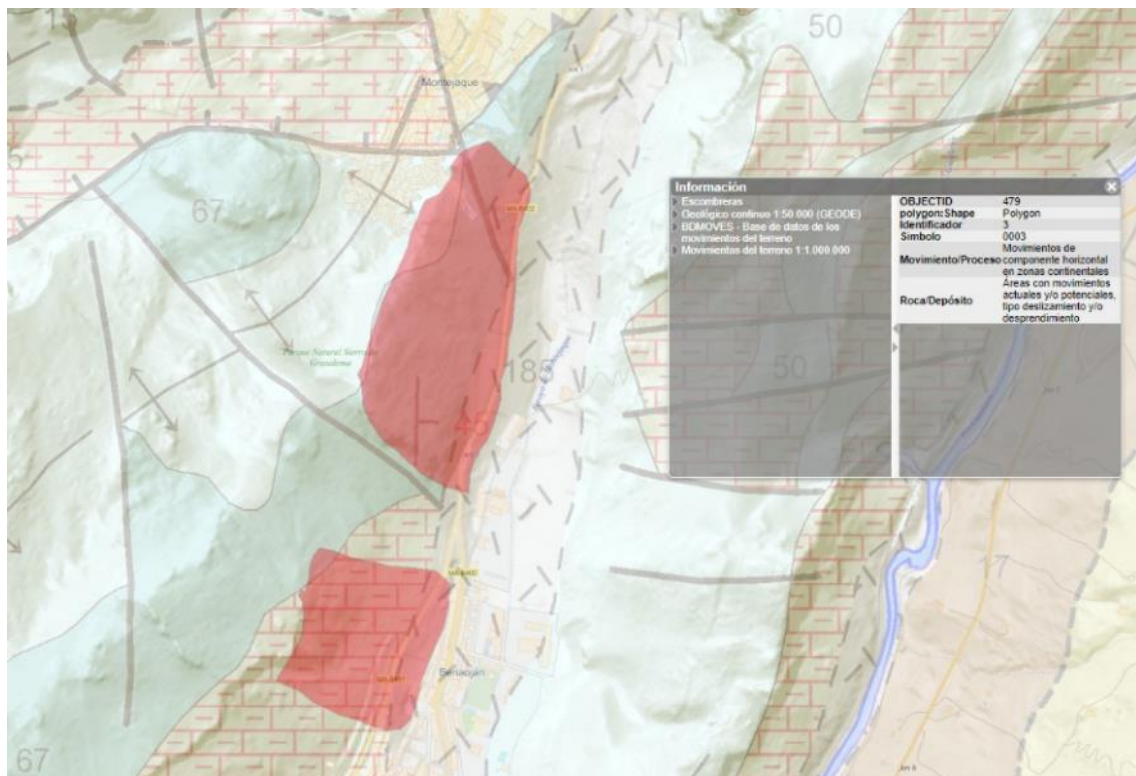 50
Montejaque
67
Información
Escombreras
Geológico continuo 1:50.000 (GEODE)
BDMOVES - Base de datos de los
movimientos del terreno
Movimientos del terreno 1:1.000.000
OBJECTID 479
polygon:Shape Polygon
Identificador 3
Simbolo 0003
Movimiento/Proceso Movimientos de
componente horizontal
en zonas continentales
Roca/Depósito Áreas con movimientos
actuales y/o potenciales,
tipo deslizamiento y/o
desprendimiento
Parque Natural Sierra de
Grazalema
185
50
45
Benaoján
67